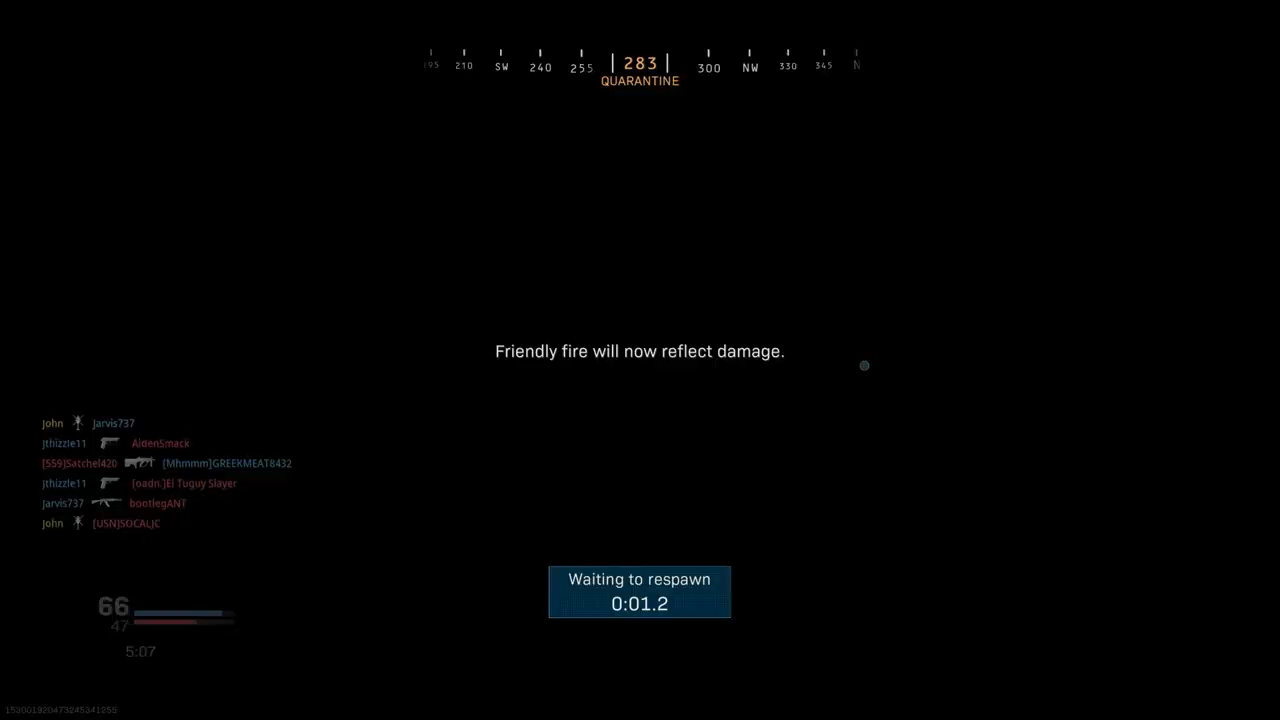 195 210 SW 240 255 283 300 NW 330 345 N
QUARANTINE
Friendly fire will now reflect damage.
John Jarvis737
Jthizzle11 AidenSmack
[559]Satchel420 [Mhmmm]GREEKMEAT8432
Jthizzle11 [oadn.]El Tuguy Slayer
Jarvis737 bootlegANT
John [USN]SOCALJC
Waiting to respawn
0:01.2
66
47
5:07